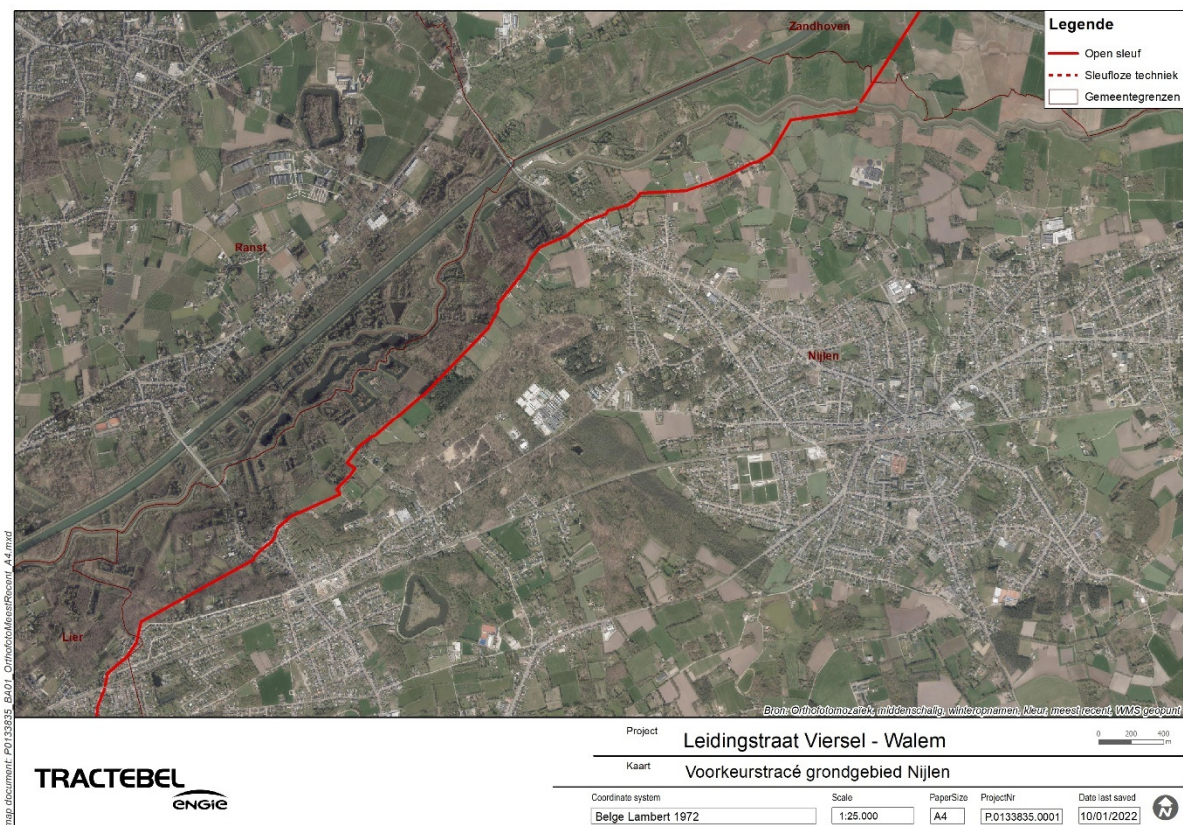 Zandhoven
Legende
Open sleuf
Sleufloze techniek
Gemeentegrenzen
Ranst
Nijlen
Lier
Bron: Orthofotomozaïek, middenschalig, winteropnamen, kleur, meest recent, WMS geopunt
map document: P0133835_BA01_OrthofotoMeestRecent_A4.mxd
TRACTEBEL
ENGIE
Project Leidingstraat Viersel - Walem
0 200 400
m
Kaart Voorkeurstracé grondgebied Nijlen
Coordinate system Scale PaperSize ProjectNr Date last saved
Belge Lambert 1972 1:25.000 A4 P.0133835.0001 10/01/2022
N